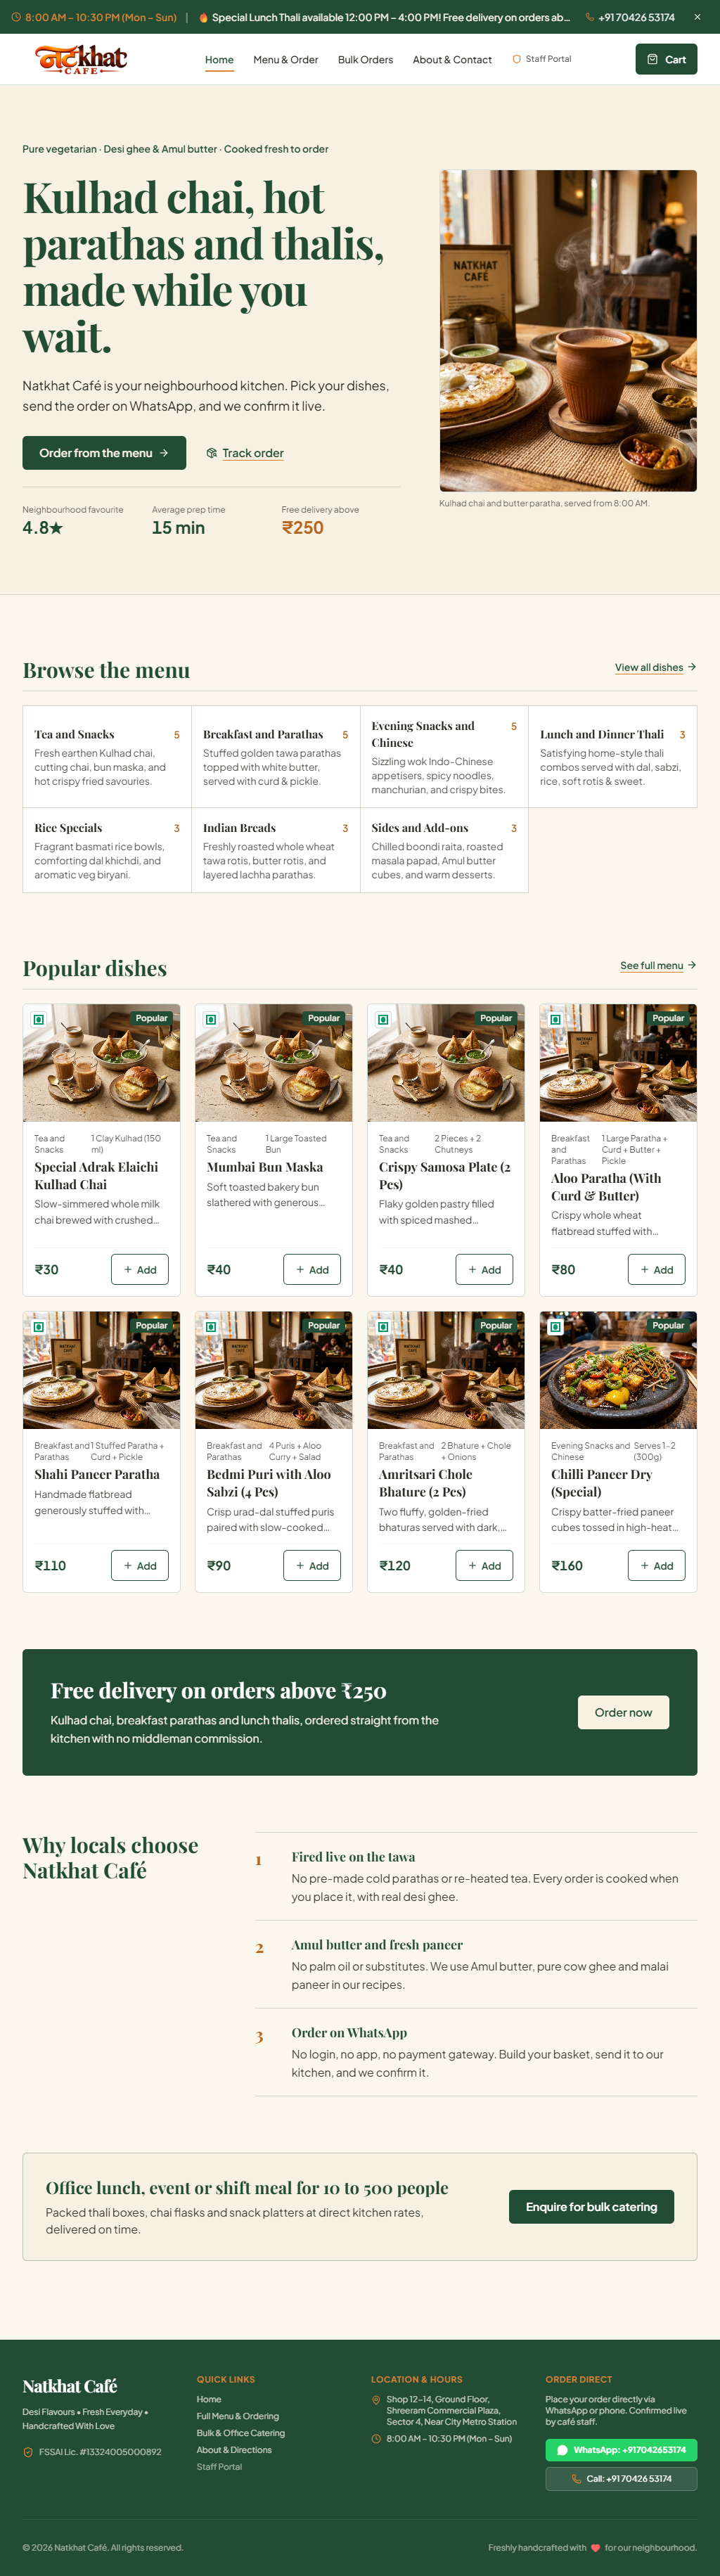 8:00 AM – 10:30 PM (Mon – Sun) | 🔥 Special Lunch Thali available 12:00 PM – 4:00 PM! Free delivery on orders ab... +91 70426 53174 ×
नटkhat
CAFE
Home Menu & Order Bulk Orders About & Contact Staff Portal Cart
Pure vegetarian · Desi ghee & Amul butter · Cooked fresh to order
Kulhad chai, hot
parathas and thalis,
made while you
wait.
Natkhat Café is your neighbourhood kitchen. Pick your dishes,
send the order on WhatsApp, and we confirm it live.
Order from the menu → Track order
Neighbourhood favourite
4.8★
Average prep time
15 min
Free delivery above
₹250
NATKHAT
CAFÉ
Kulhad chai and butter paratha, served from 8:00 AM.
Browse the menu
View all dishes →
Tea and Snacks 5
Fresh earthen Kulhad chai,
cutting chai, bun maska, and
hot crispy fried savouries.
Breakfast and Parathas 5
Stuffed golden tawa parathas
topped with white butter,
served with curd & pickle.
Evening Snacks and
Chinese 5
Sizzling wok Indo-Chinese
appetisers, spicy noodles,
manchurian, and crispy bites.
Lunch and Dinner Thali 3
Satisfying home-style thali
combos served with dal, sabzi,
rice, soft rotis & sweet.
Rice Specials 3
Fragrant basmati rice bowls,
comforting dal khichdi, and
aromatic veg biryani.
Indian Breads 3
Freshly roasted whole wheat
tawa rotis, butter rotis, and
layered lachha parathas.
Sides and Add-ons 3
Chilled boondi raita, roasted
masala papad, Amul butter
cubes, and warm desserts.
Popular dishes
See full menu →
Popular
Tea and
Snacks
1 Clay Kulhad (150
ml)
Special Adrak Elaichi
Kulhad Chai
Slow-simmered whole milk
chai brewed with crushed...
₹30 + Add
Popular
Tea and
Snacks
1 Large Toasted
Bun
Mumbai Bun Maska
Soft toasted bakery bun
slathered with generous...
₹40 + Add
Popular
Tea and
Snacks
2 Pieces + 2
Chutneys
Crispy Samosa Plate (2
Pcs)
Flaky golden pastry filled
with spiced mashed...
₹40 + Add
NATKHAT
CAFÉ
Popular
Breakfast
and
Parathas
1 Large Paratha +
Curd + Butter +
Pickle
Aloo Paratha (With
Curd & Butter)
Crispy whole wheat
flatbread stuffed with...
₹80 + Add
NATKHAT
CAFÉ
Popular
Breakfast and
Parathas
1 Stuffed Paratha +
Curd + Pickle
Shahi Paneer Paratha
Handmade flatbread
generously stuffed with...
₹110 + Add
NATKHAT
CAFÉ
Popular
Breakfast and
Parathas
4 Puris + Aloo
Curry + Salad
Bedmi Puri with Aloo
Sabzi (4 Pcs)
Crisp urad-dal stuffed puris
paired with slow-cooked...
₹90 + Add
NATKHAT
CAFÉ
Popular
Breakfast and
Parathas
2 Bhature + Chole
+ Onions
Amritsari Chole
Bhature (2 Pcs)
Two fluffy, golden-fried
bhaturas served with dark,...
₹120 + Add
Popular
Evening Snacks and
Chinese
Serves 1–2
(300g)
Chilli Paneer Dry
(Special)
Crispy batter-fried paneer
cubes tossed in high-heat...
₹160 + Add
Free delivery on orders above ₹250
Kulhad chai, breakfast parathas and lunch thalis, ordered straight from the
kitchen with no middleman commission.
Order now
Why locals choose
Natkhat Café
1 Fired live on the tawa
No pre-made cold parathas or re-heated tea. Every order is cooked when
you place it, with real desi ghee.
2 Amul butter and fresh paneer
No palm oil or substitutes. We use Amul butter, pure cow ghee and malai
paneer in our recipes.
3 Order on WhatsApp
No login, no app, no payment gateway. Build your basket, send it to our
kitchen, and we confirm it.
Office lunch, event or shift meal for 10 to 500 people
Packed thali boxes, chai flasks and snack platters at direct kitchen rates,
delivered on time.
Enquire for bulk catering
Natkhat Café
Desi Flavours • Fresh Everyday •
Handcrafted With Love
FSSAI Lic. #13324005000892
QUICK LINKS
Home
Full Menu & Ordering
Bulk & Office Catering
About & Directions
Staff Portal
LOCATION & HOURS
Shop 12–14, Ground Floor,
Shreeram Commercial Plaza,
Sector 4, Near City Metro Station
8:00 AM – 10:30 PM (Mon – Sun)
ORDER DIRECT
Place your order directly via
WhatsApp or phone. Confirmed live
by café staff.
WhatsApp: +917042653174
Call: +91 70426 53174
© 2026 Natkhat Café. All rights reserved.
Freshly handcrafted with ❤ for our neighbourhood.